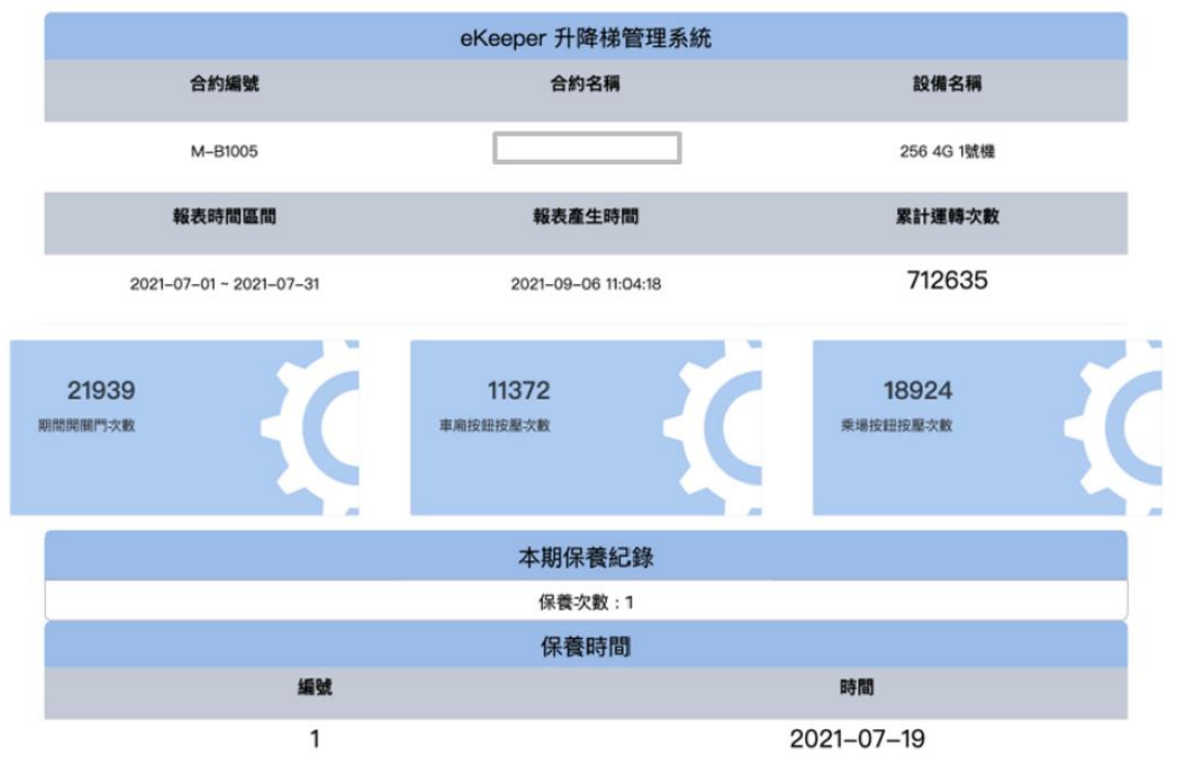 eKeeper 升降梯管理系統
合約編號 合約名稱 設備名稱
M-B1005 256 4G 1號機
報表時間區間 報表產生時間 累計運轉次數
2021-07-01 ~ 2021-07-31 2021-09-06 11:04:18 712635
21939 11372 18924
期間開關門次數 車廂按鈕按壓次數 乘場按鈕按壓次數
本期保養紀錄
保養次數：1
保養時間
編號 時間
1 2021-07-19